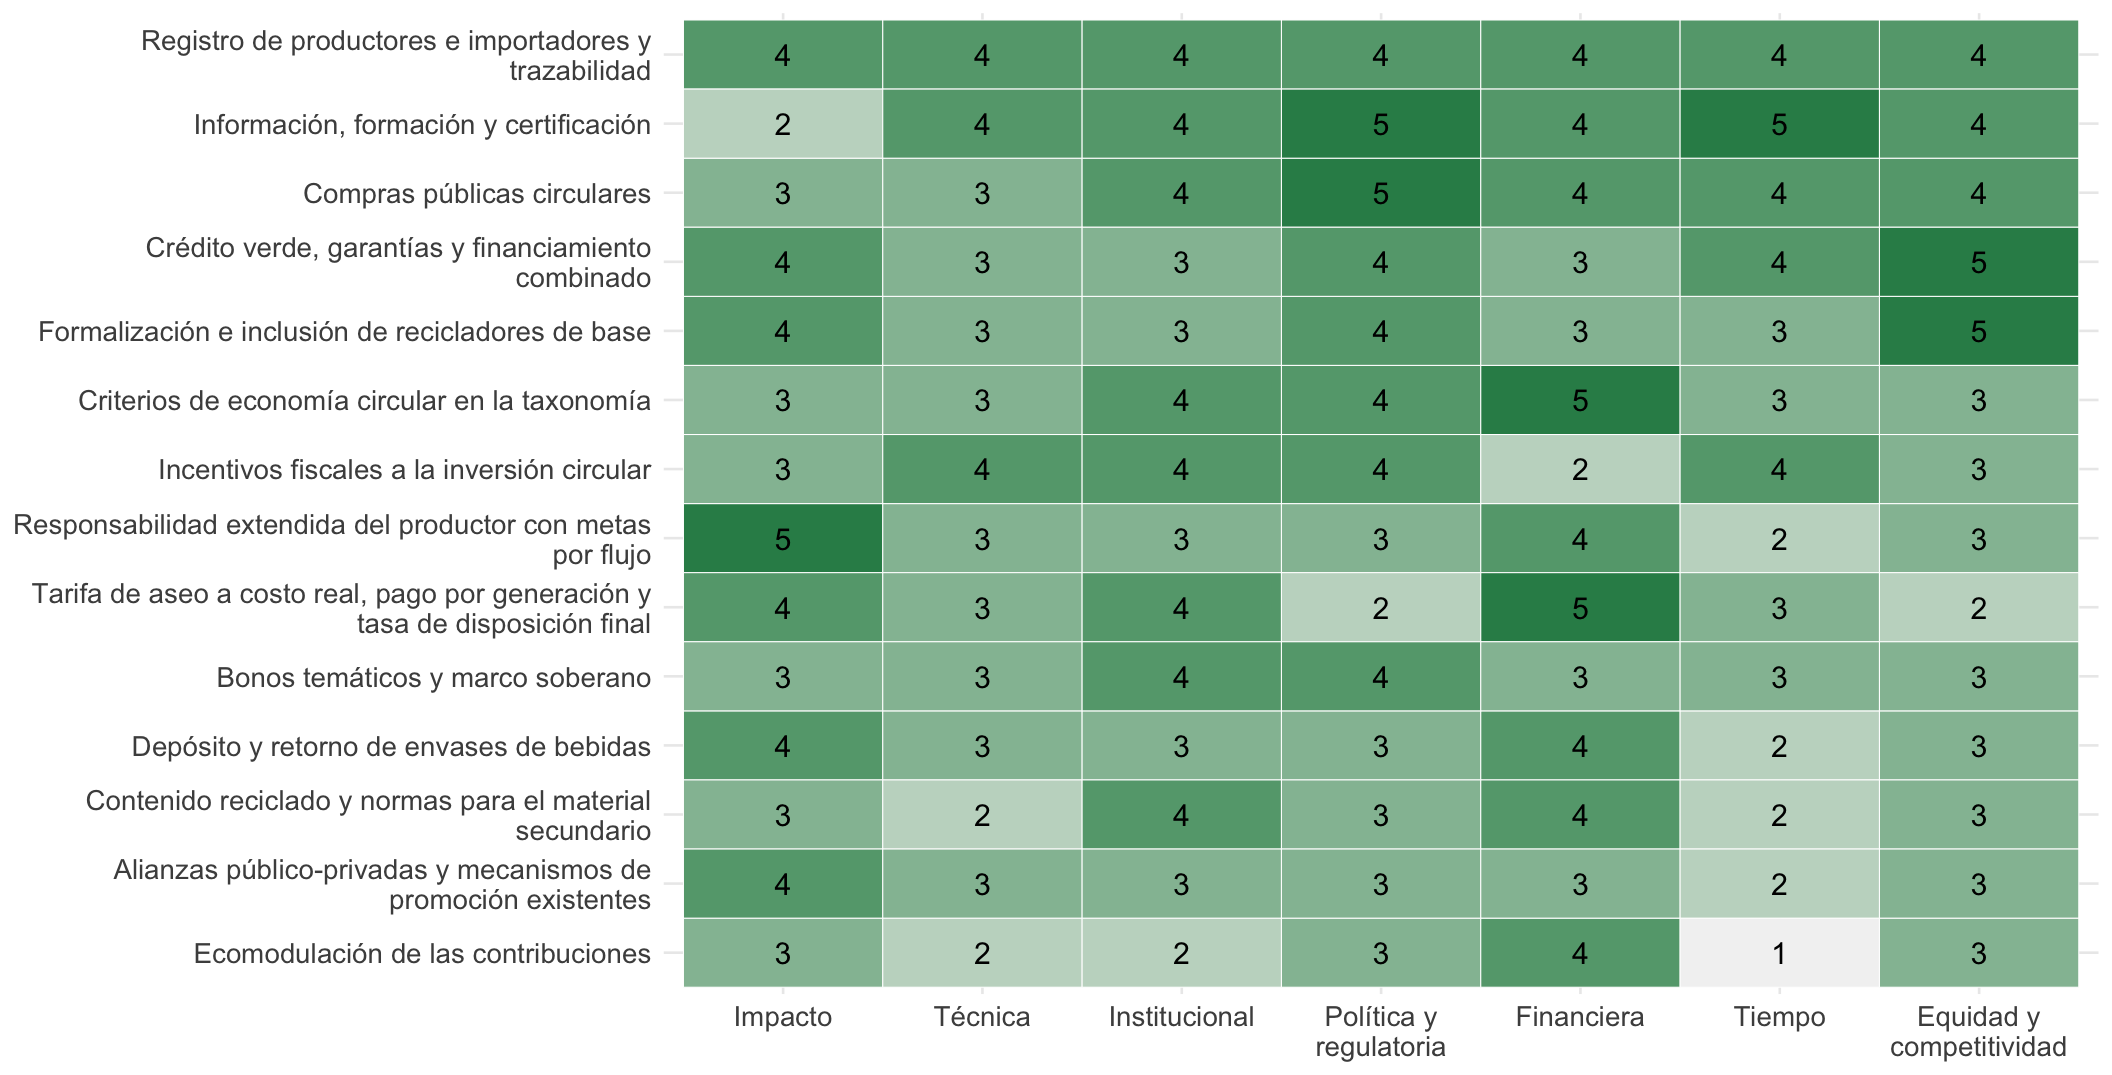 Registro de productores e importadores y
trazabilidad
4 4 4 4 4 4 4
Información, formación y certificación
2 4 4 5 4 5 4
Compras públicas circulares
3 3 4 5 4 4 4
Crédito verde, garantías y financiamiento
combinado
4 3 3 4 3 4 5
Formalización e inclusión de recicladores de base
4 3 3 4 3 3 5
Criterios de economía circular en la taxonomía
3 3 4 4 5 3 3
Incentivos fiscales a la inversión circular
3 4 4 4 2 4 3
Responsabilidad extendida del productor con metas
por flujo
5 3 3 3 4 2 3
Tarifa de aseo a costo real, pago por generación y
tasa de disposición final
4 3 4 2 5 3 2
Bonos temáticos y marco soberano
3 3 4 4 3 3 3
Depósito y retorno de envases de bebidas
4 3 3 3 4 2 3
Contenido reciclado y normas para el material
secundario
3 2 4 3 4 2 3
Alianzas público-privadas y mecanismos de
promoción existentes
4 3 3 3 3 2 3
Ecomodulación de las contribuciones
3 2 2 3 4 1 3
Impacto
Técnica
Institucional
Política y
regulatoria
Financiera
Tiempo
Equidad y
competitividad